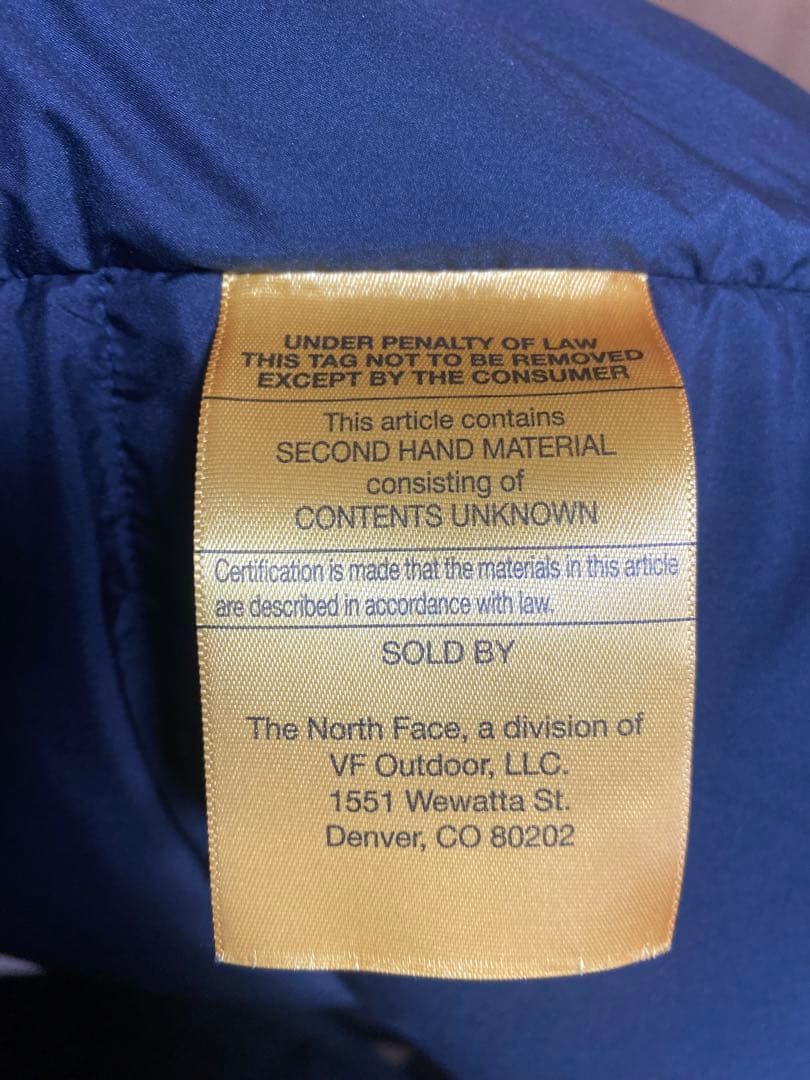 UNDER PENALTY OF LAW
THIS TAG NOT TO BE REMOVED
EXCEPT BY THE CONSUMER
This article contains
SECOND HAND MATERIAL
consisting of
CONTENTS UNKNOWN
Certification is made that the materials in this article
are described in accordance with law.
SOLD BY
The North Face, a division of
VF Outdoor, LLC.
1551 Wewatta St.
Denver, CO 80202